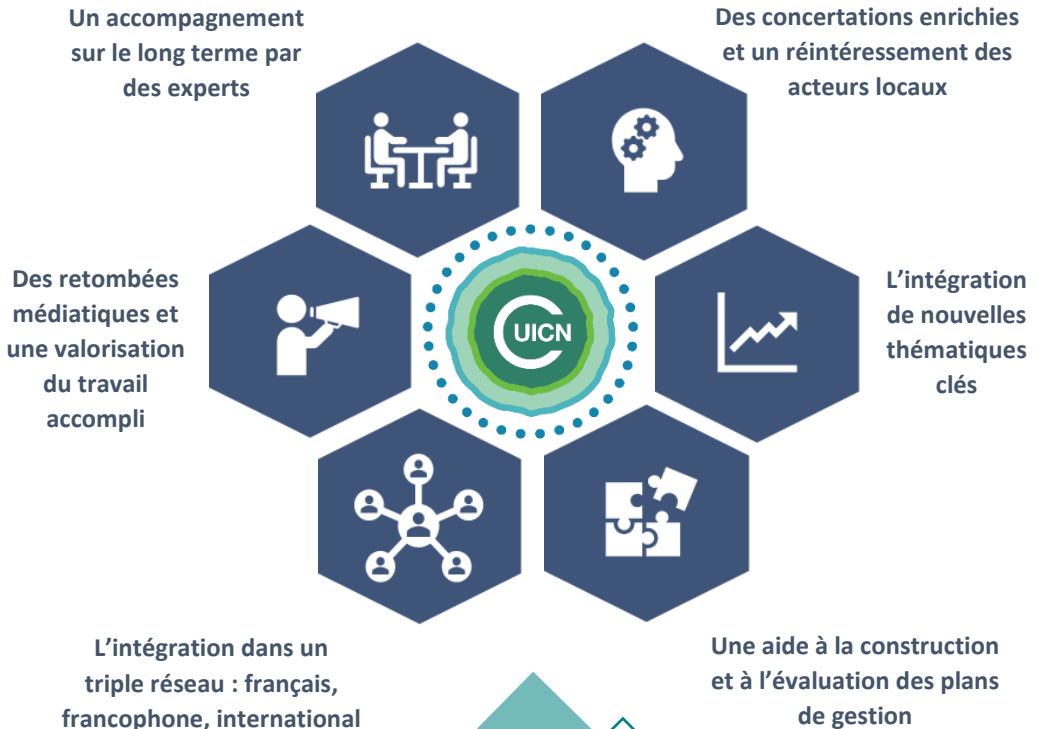 Un accompagnement
sur le long terme par
des experts
Des concertations enrichies
et un réintéressement des
acteurs locaux
Des retombées
médiatiques et
une valorisation
du travail
accompli
UICN
L’intégration
de nouvelles
thématiques
clés
L’intégration dans un
triple réseau : français,
francophone, international
Une aide à la construction
et à l’évaluation des plans
de gestion